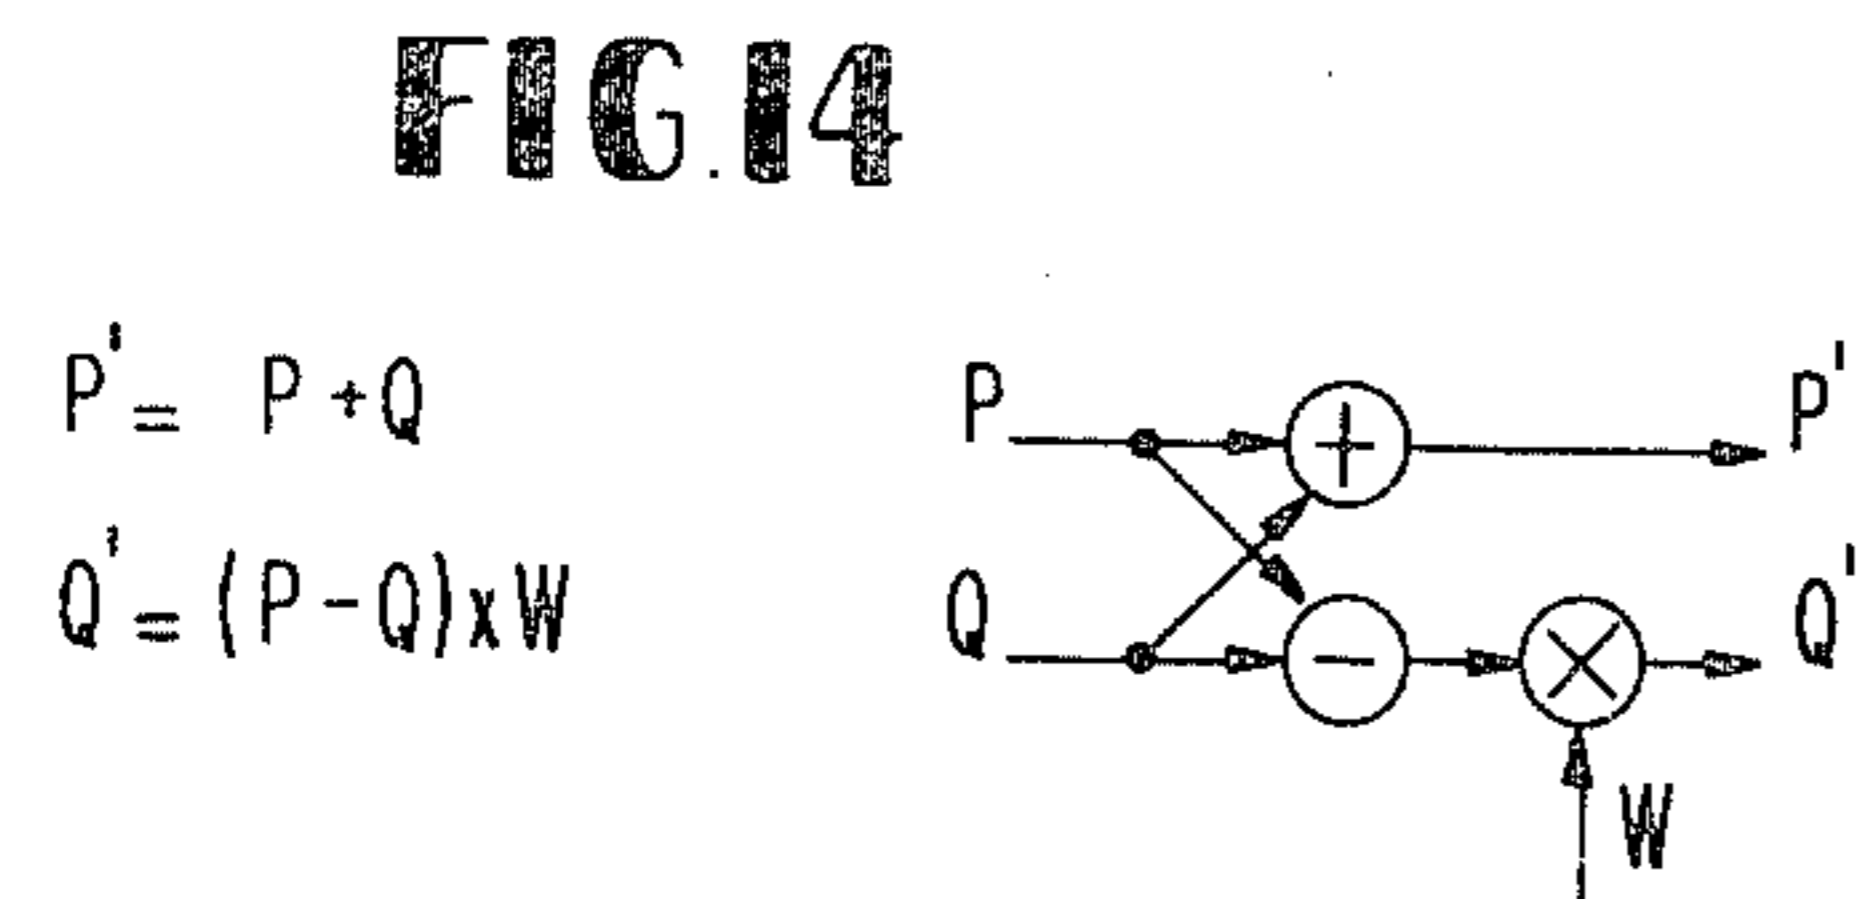 FIG.14
P' = P + Q
Q' = (P - Q) x W
P
P'
Q
Q'
W